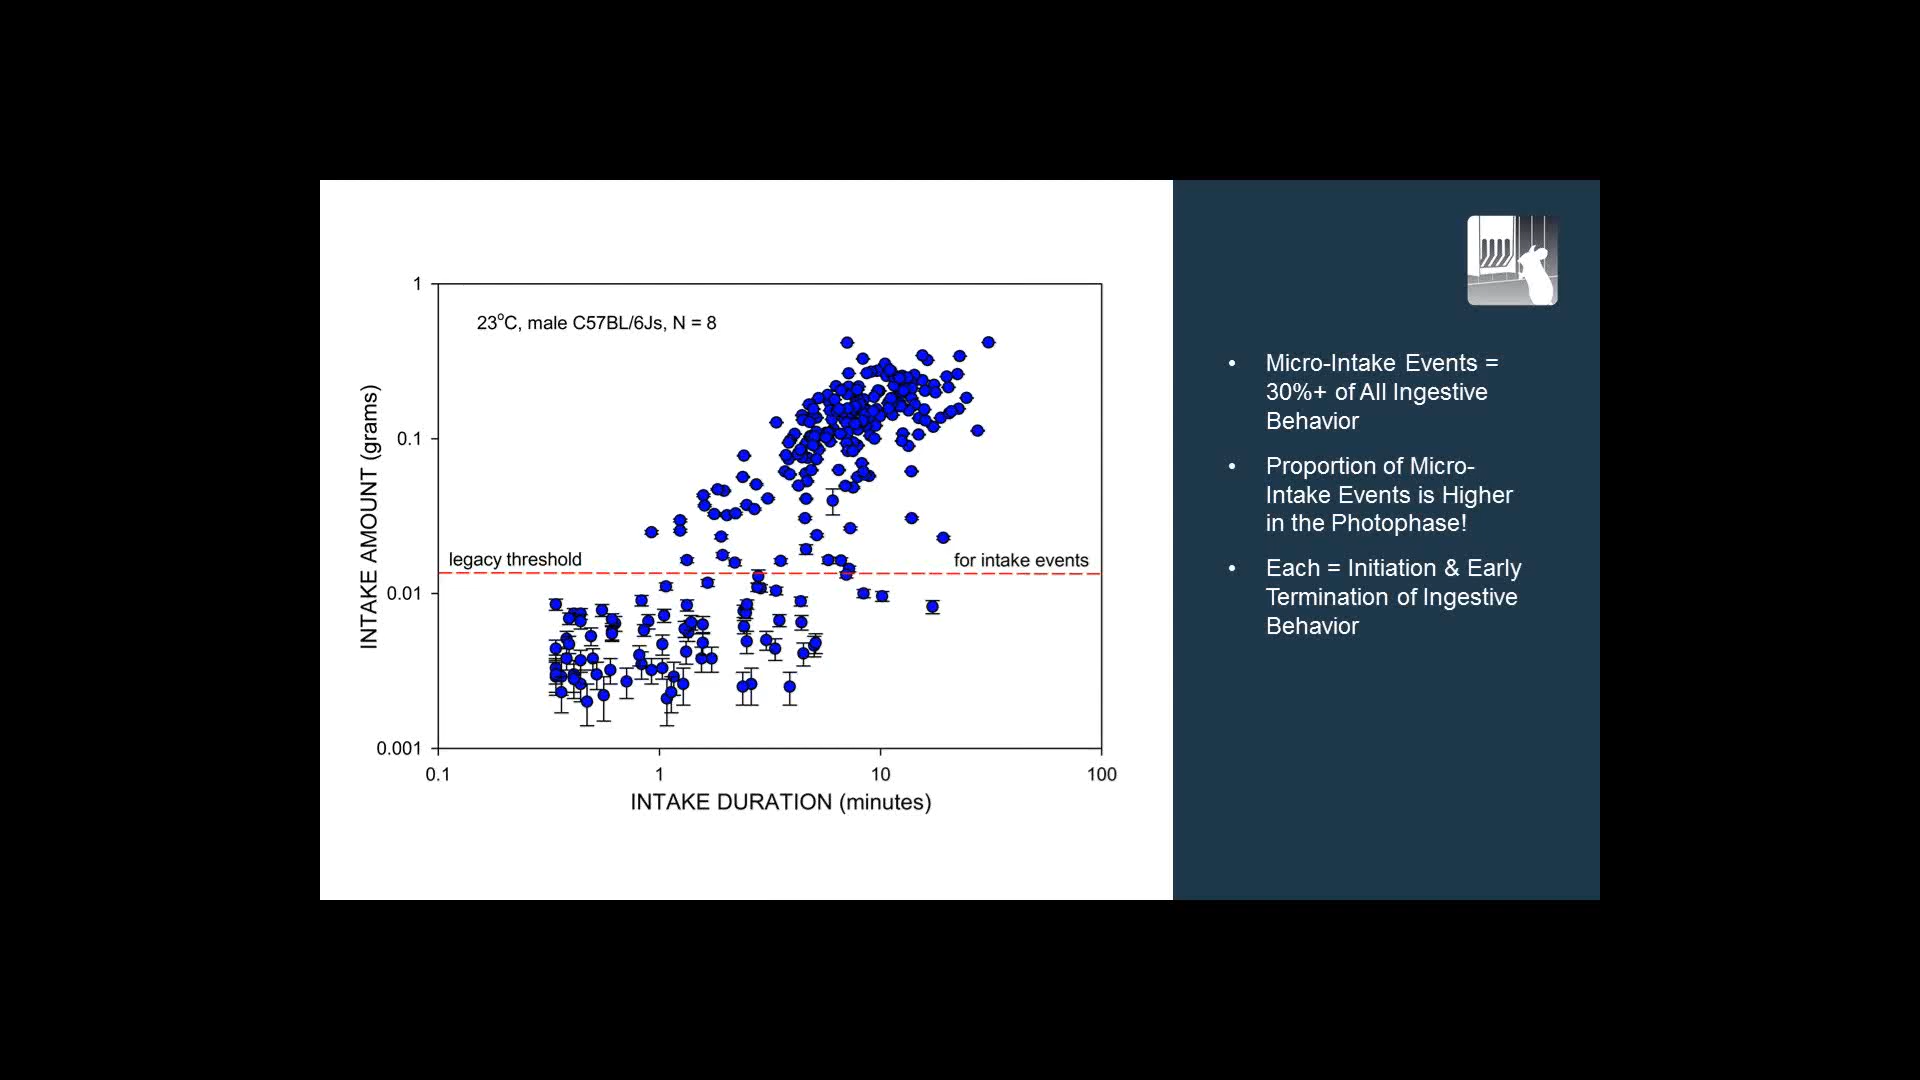 1
23°C, male C57BL/6Js, N = 8
0.1
legacy threshold
for intake events
0.01
0.001
INTAKE AMOUNT (grams)
0.1
1
10
100
INTAKE DURATION (minutes)
• Micro-Intake Events =
30%+ of All Ingestive
Behavior
• Proportion of Micro-
Intake Events is Higher
in the Photophase!
• Each = Initiation & Early
Termination of Ingestive
Behavior